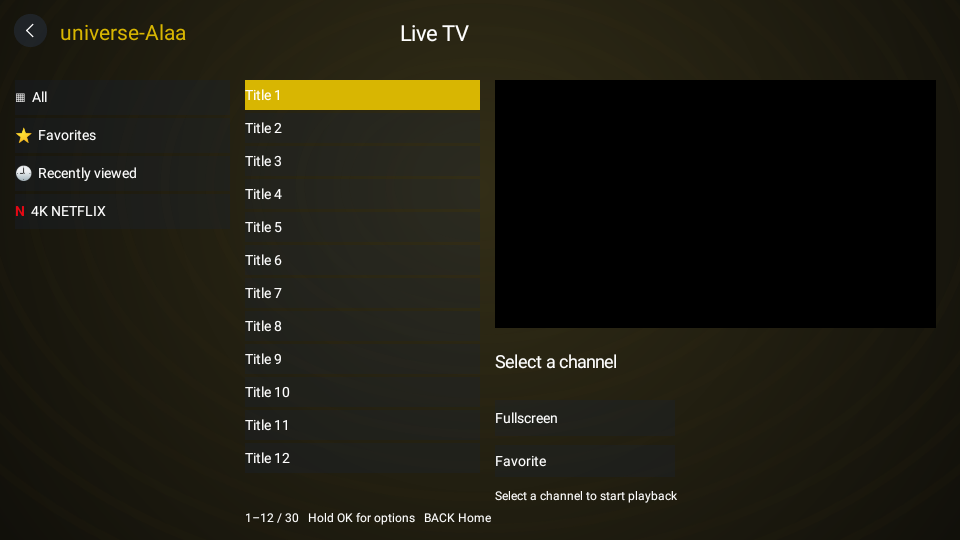 universe-Alaa
Live TV
All
Favorites
Recently viewed
N 4K NETFLIX
Title 1
Title 2
Title 3
Title 4
Title 5
Title 6
Title 7
Title 8
Title 9
Title 10
Title 11
Title 12
1–12 / 30 Hold OK for options BACK Home
Select a channel
Fullscreen
Favorite
Select a channel to start playback